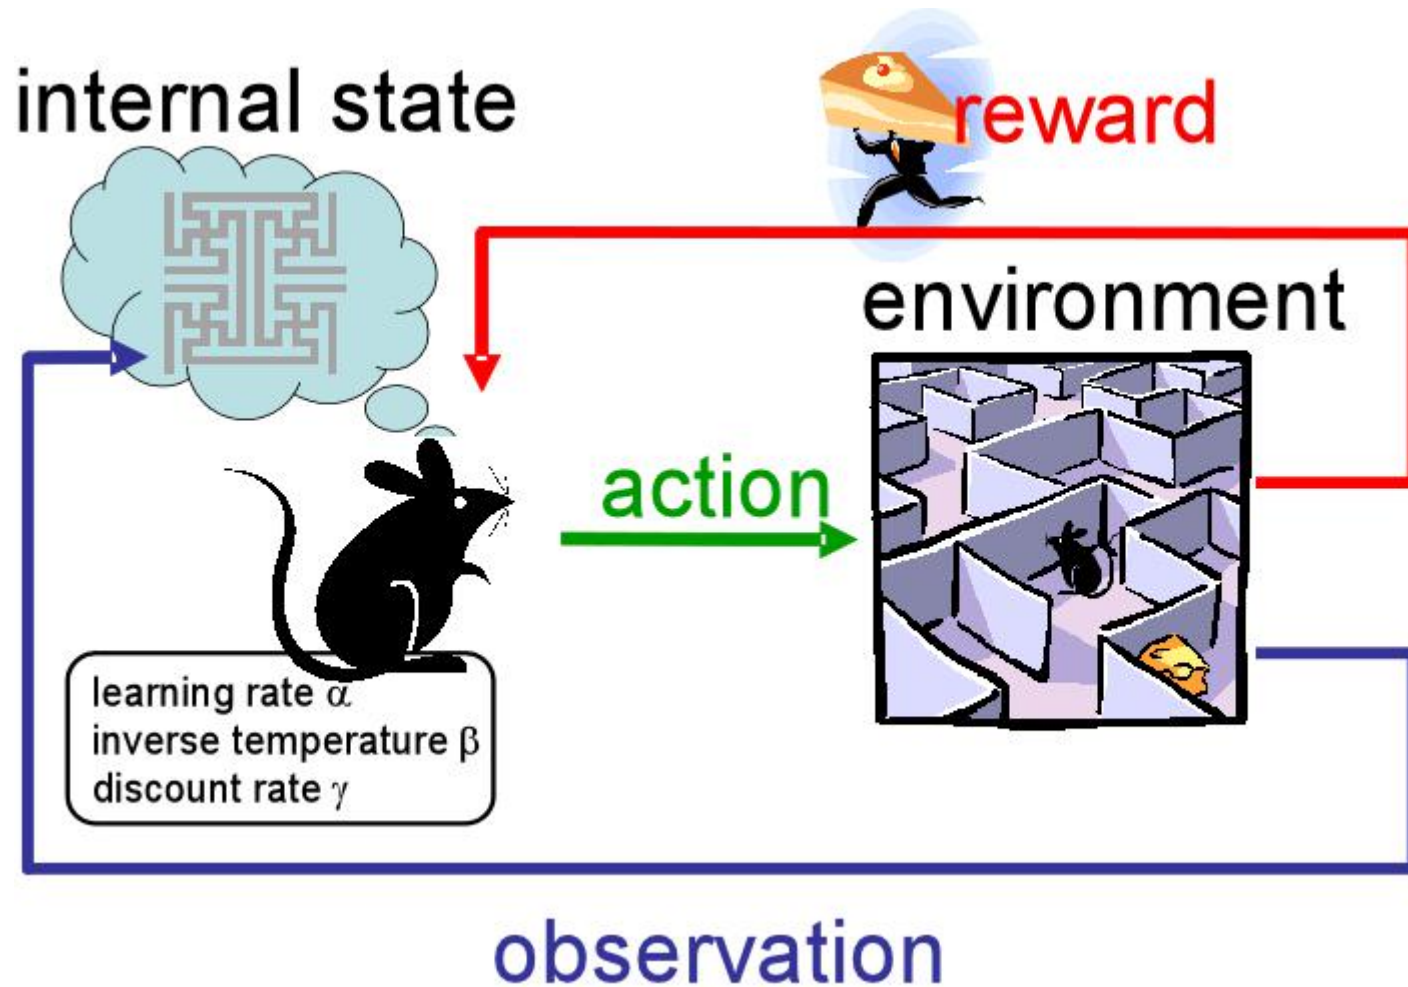 internal state
reward
environment
action
learning rate α
inverse temperature β
discount rate γ
observation